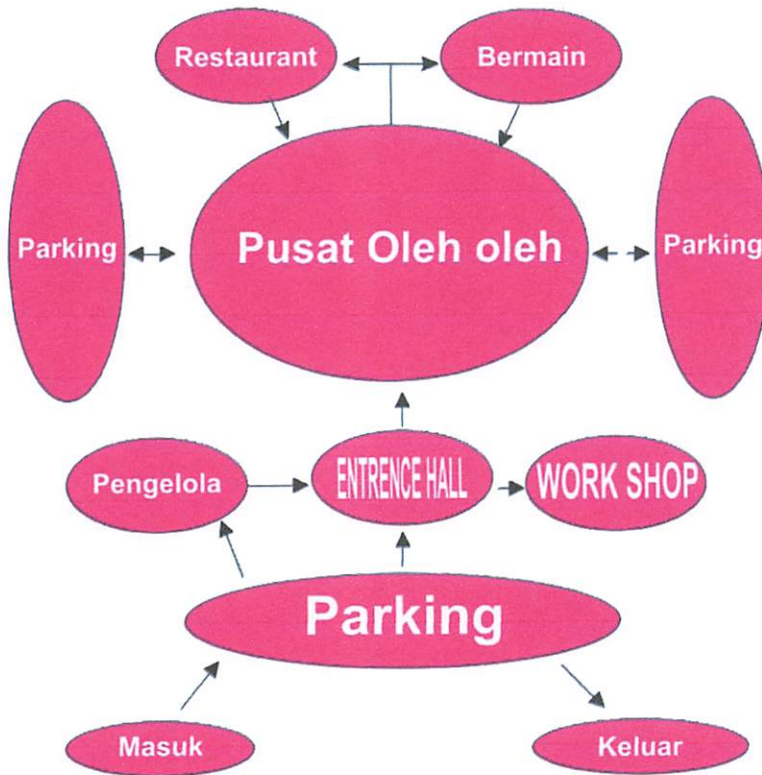 Restaurant
Bermain
Parking
Pusat Oleh oleh
Parking
Pengelola
ENTRENCE HALL
WORK SHOP
Parking
Masuk
Keluar